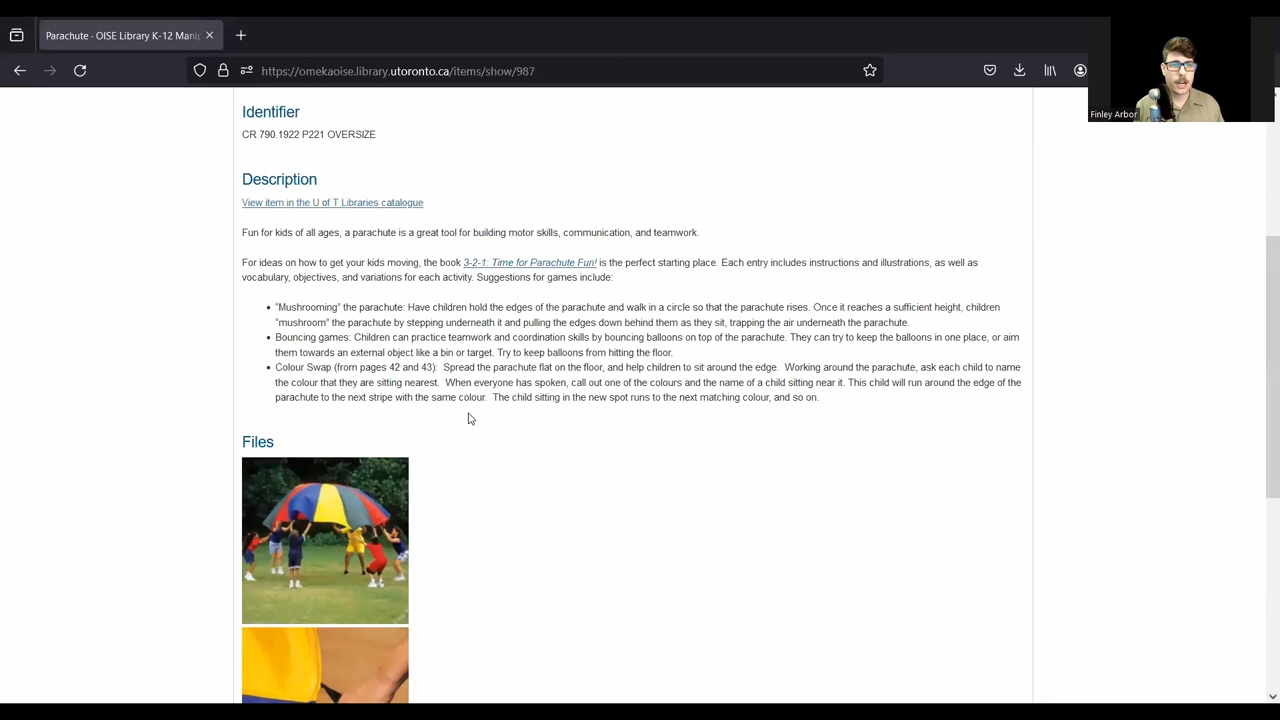 Parachute · OISE Library K-12 Manip
https://omekaoise.library.utoronto.ca/items/show/987
Finley Arbor
Identifier
CR 790.1922 P221 OVERSIZE
Description
View item in the U of T Libraries catalogue
Fun for kids of all ages, a parachute is a great tool for building motor skills, communication, and teamwork.
For ideas on how to get your kids moving, the book 3-2-1: Time for Parachute Fun! is the perfect starting place. Each entry includes instructions and illustrations, as well as
vocabulary, objectives, and variations for each activity. Suggestions for games include:
• "Mushrooming" the parachute: Have children hold the edges of the parachute and walk in a circle so that the parachute rises. Once it reaches a sufficient height, children
"mushroom" the parachute by stepping underneath it and pulling the edges down behind them as they sit, trapping the air underneath the parachute.
• Bouncing games: Children can practice teamwork and coordination skills by bouncing balloons on top of the parachute. They can try to keep the balloons in one place, or aim
them towards an external object like a bin or target. Try to keep balloons from hitting the floor.
• Colour Swap (from pages 42 and 43):  Spread the parachute flat on the floor, and help children to sit around the edge.  Working around the parachute, ask each child to name
the colour that they are sitting nearest.  When everyone has spoken, call out one of the colours and the name of a child sitting near it. This child will run around the edge of the
parachute to the next stripe with the same colour.  The child sitting in the new spot runs to the next matching colour, and so on.
Files